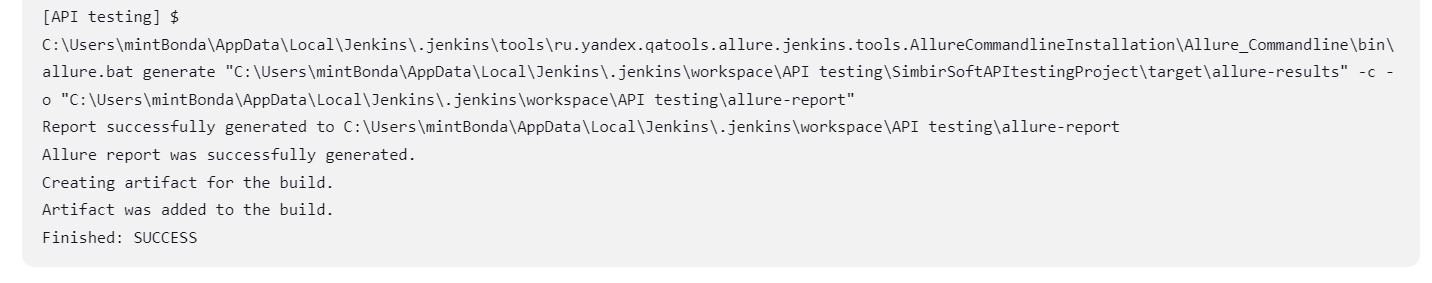 [API testing] $
C:\Users\mintBonda\AppData\Local\Jenkins\.jenkins\tools\ru.yandex.qatools.allure.jenkins.tools.AllureCommandlineInstallation\Allure_Commandline\bin\
allure.bat generate "C:\Users\mintBonda\AppData\Local\Jenkins\.jenkins\workspace\API testing\SimbirSoftAPItestingProject\target\allure-results" -c -
o "C:\Users\mintBonda\AppData\Local\Jenkins\.jenkins\workspace\API testing\allure-report"
Report successfully generated to C:\Users\mintBonda\AppData\Local\Jenkins\.jenkins\workspace\API testing\allure-report
Allure report was successfully generated.
Creating artifact for the build.
Artifact was added to the build.
Finished: SUCCESS